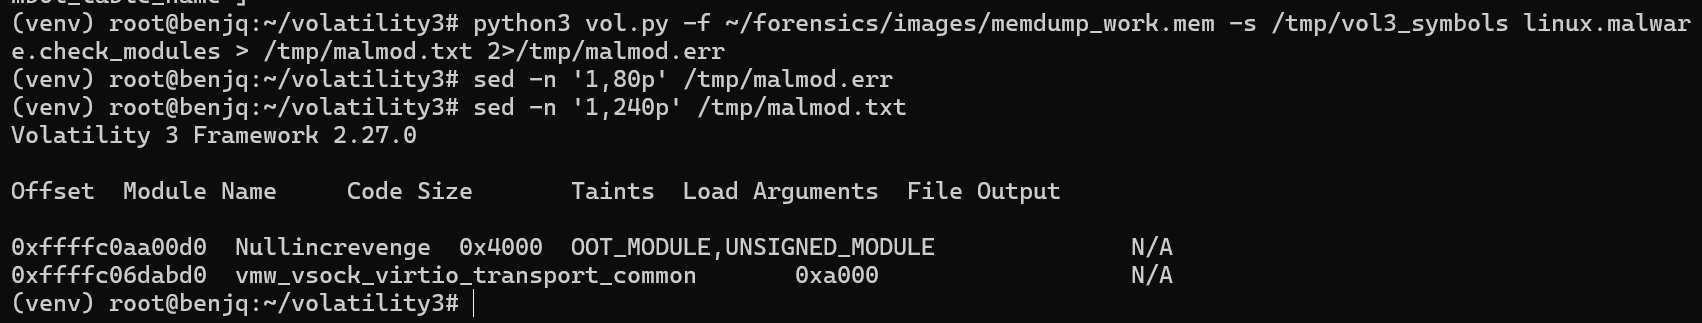 (venv) root@benjq:~/volatility3# python3 vol.py -f ~/forensics/images/memdump_work.mem -s /tmp/vol3_symbols linux.malwar
e.check_modules > /tmp/malmod.txt 2>/tmp/malmod.err
(venv) root@benjq:~/volatility3# sed -n '1,80p' /tmp/malmod.err
(venv) root@benjq:~/volatility3# sed -n '1,240p' /tmp/malmod.txt
Volatility 3 Framework 2.27.0
Offset  Module Name     Code Size       Taints  Load Arguments  File Output
0xffffc0aa00d0  Nullincrevenge  0x4000  OOT_MODULE,UNSIGNED_MODULE              N/A
0xffffc06dabd0  vmw_vsock_virtio_transport_common       0xa000                  N/A
(venv) root@benjq:~/volatility3#